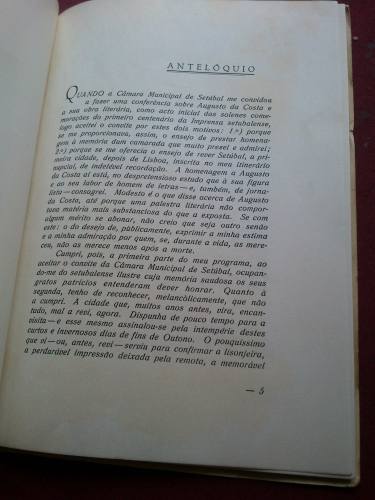 ANTELÓQUIO
QUANDO a Câmara Municipal de Setúbal me convidou
a fazer uma conferência sobre Augusto da Costa e
a sua obra literária, como acto inicial das solenes come-
morações do primeiro centenário da Imprensa setubalense,
logo aceitei o convite por estes dois motivos: 1.º) porque
se me proporcionava, assim, o ensejo de prestar homenagem
à memória dum camarada que muito prezei e admirei;
2.º) porque se me oferecia o ensejo de rever Setúbal, a pri-
meira cidade, depois de Lisboa, inscrita no meu itinerário
nupcial, de indelével recordação. A homenagem a Augusto
da Costa aí está, no despretensioso estudo que à sua figura
e ao seu labor de homem de letras—e, também, de jorna-
lista—consagrei. Modesto é o que disse acerca de Augusto
da Costa, até porque uma palestra literária não compor-
tava matéria mais substanciosa do que a exposta. Se com
algum mérito se abonar, não creio que seja outro senão
este: o do desejo de, públicamente, exprimir a minha estima
e a minha admiração por quem, se, durante a vida, as mere-
ceu, não as merece menos após a morte.
Cumpri, pois, a primeira parte do meu programa, ao
aceitar o convite da Câmara Municipal de Setúbal, ocupan-
do-me do setubalense ilustre cuja memória saudosa os seus
gratos patrícios entenderam dever honrar. Quanto à
segunda, tenho de reconhecer, melancòlicamente, que não
a cumpri. A cidade que, muitos anos antes, vira, encan-
tado, mal a revi, agora. Dispunha de pouco tempo para a
visita—e esse mesmo assinalou-se pela intempérie destes
curtos e invernosos dias de fins de Outono. O pouquíssimo
que vi—ou, antes, revi—serviu para confirmar a lisonjeira,
a perdurável impressão deixada pela remota, a memorável
— 5